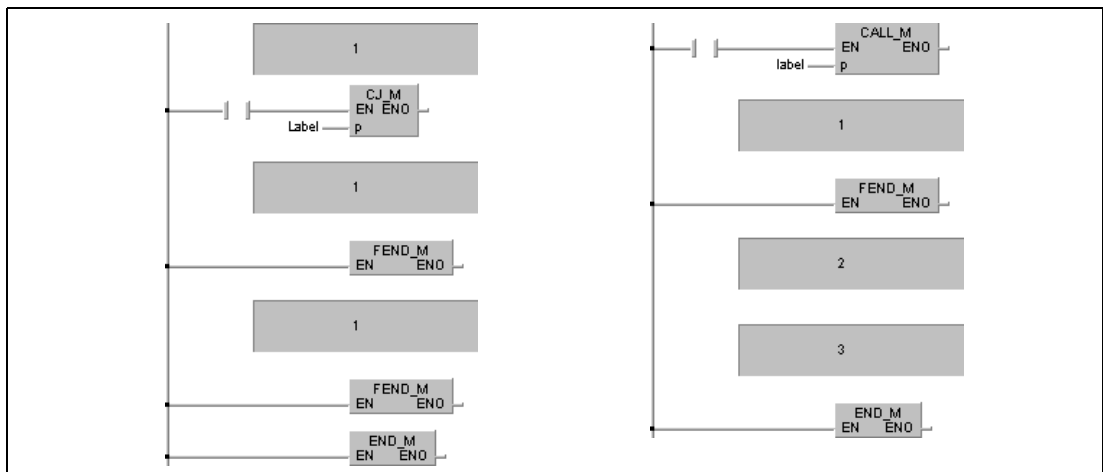 1
CJ_M
EN ENO
Label
p
1
FEND_M
EN ENO
1
FEND_M
EN ENO
END_M
EN ENO
CALL_M
EN ENO
label
p
1
FEND_M
EN ENO
2
3
END_M
EN ENO